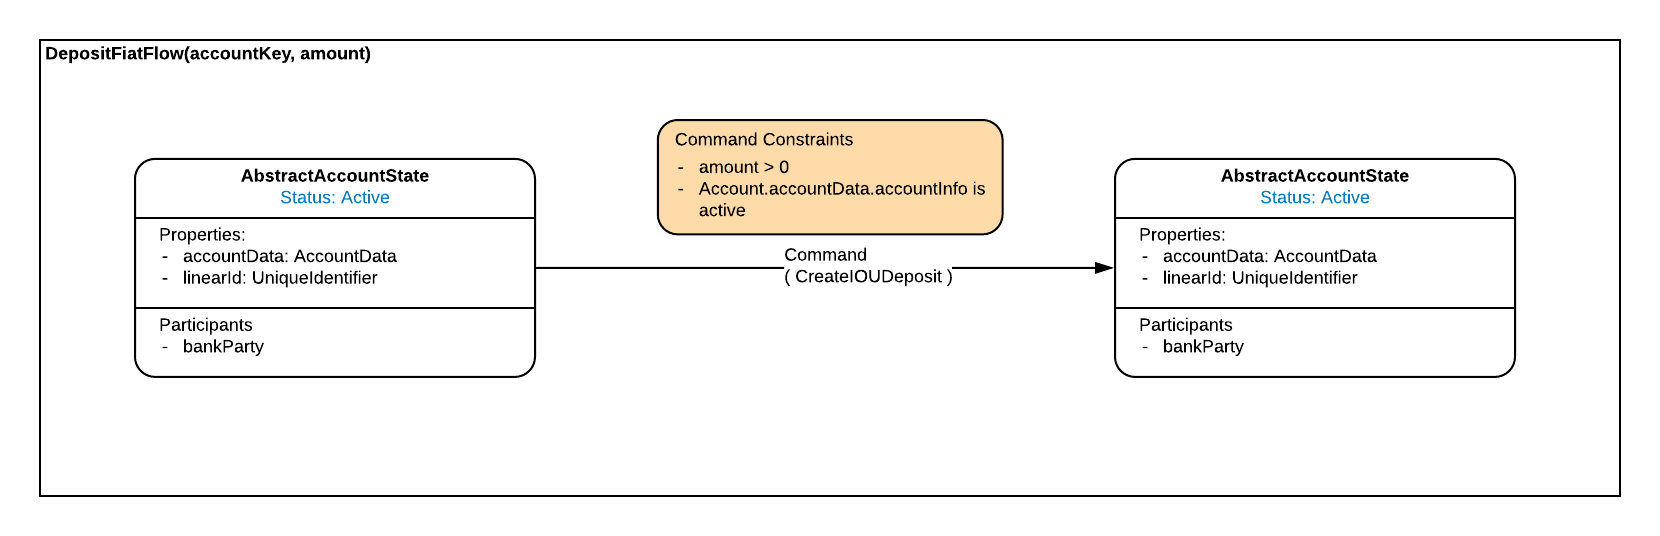 DepositFiatFlow(accountKey, amount)
Command Constraints
- amount > 0
- Account.accountData.accountInfo is
active
AbstractAccountState
Status: Active
Properties:
- accountData: AccountData
- linearId: UniqueIdentifier
Participants
- bankParty
Command
( CreateIOUDeposit )
AbstractAccountState
Status: Active
Properties:
- accountData: AccountData
- linearId: UniqueIdentifier
Participants
- bankParty